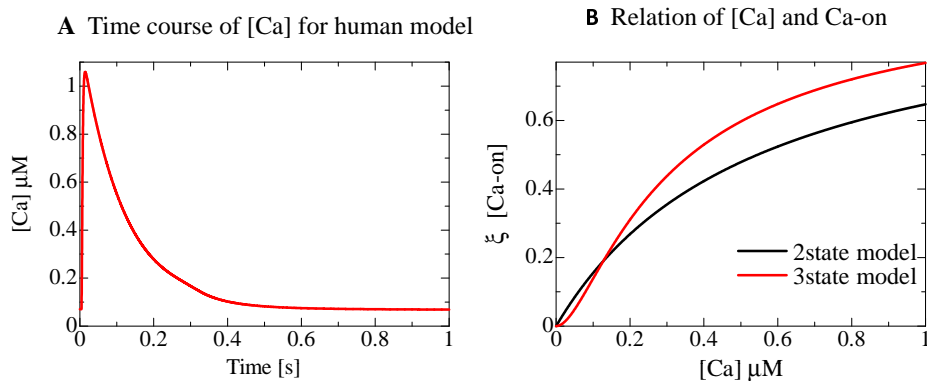 A Time course of [Ca] for human model
1
0.8
0.6
0.4
0.2
0
[Ca] μM
0 0.2 0.4 0.6 0.8 1
Time [s]
B Relation of [Ca] and Ca-on
0.6
0.4
0.2
0
ξ [Ca-on]
2state model
3state model
0 0.2 0.4 0.6 0.8 1
[Ca] μM